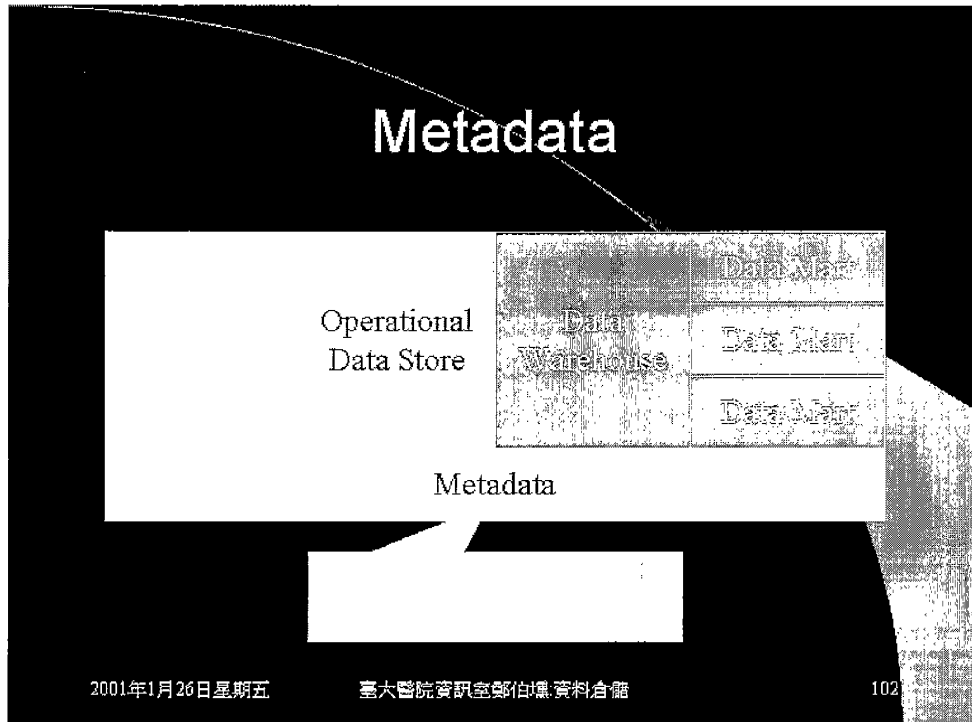 Metadata
Operational
Data Store
Data
Warehouse
Data Mart
Data Mart
Data Mart
Metadata
2001年1月26日星期五
臺大醫院資訊室鄭伯壎:資料倉儲
102